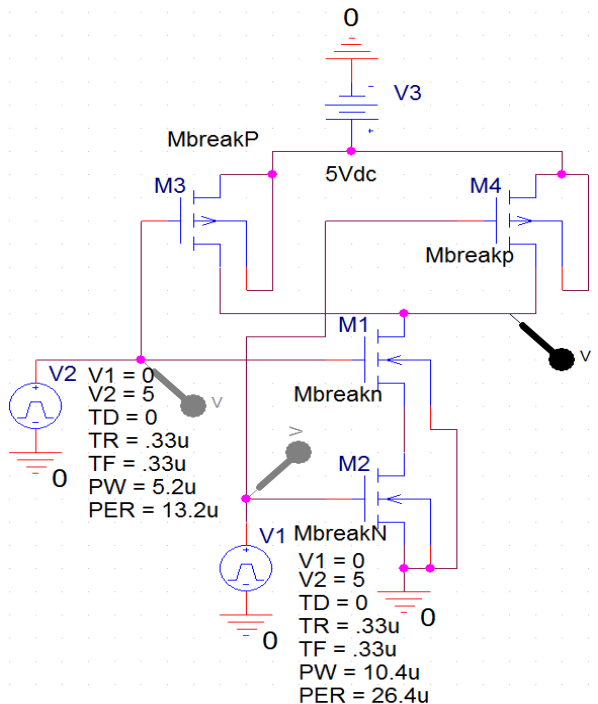 0
V3
5Vdc
MbreakP
M3
M4
Mbreakp
M1
Mbreakn
V
V2
V1 = 0
V2 = 5
TD = 0
TR = .33u
TF = .33u
PW = 5.2u
PER = 13.2u
0
V
V
M2
MbreakN
V1
V1 = 0
V2 = 5
TD = 0
TR = .33u
TF = .33u
PW = 10.4u
PER = 26.4u
0
0